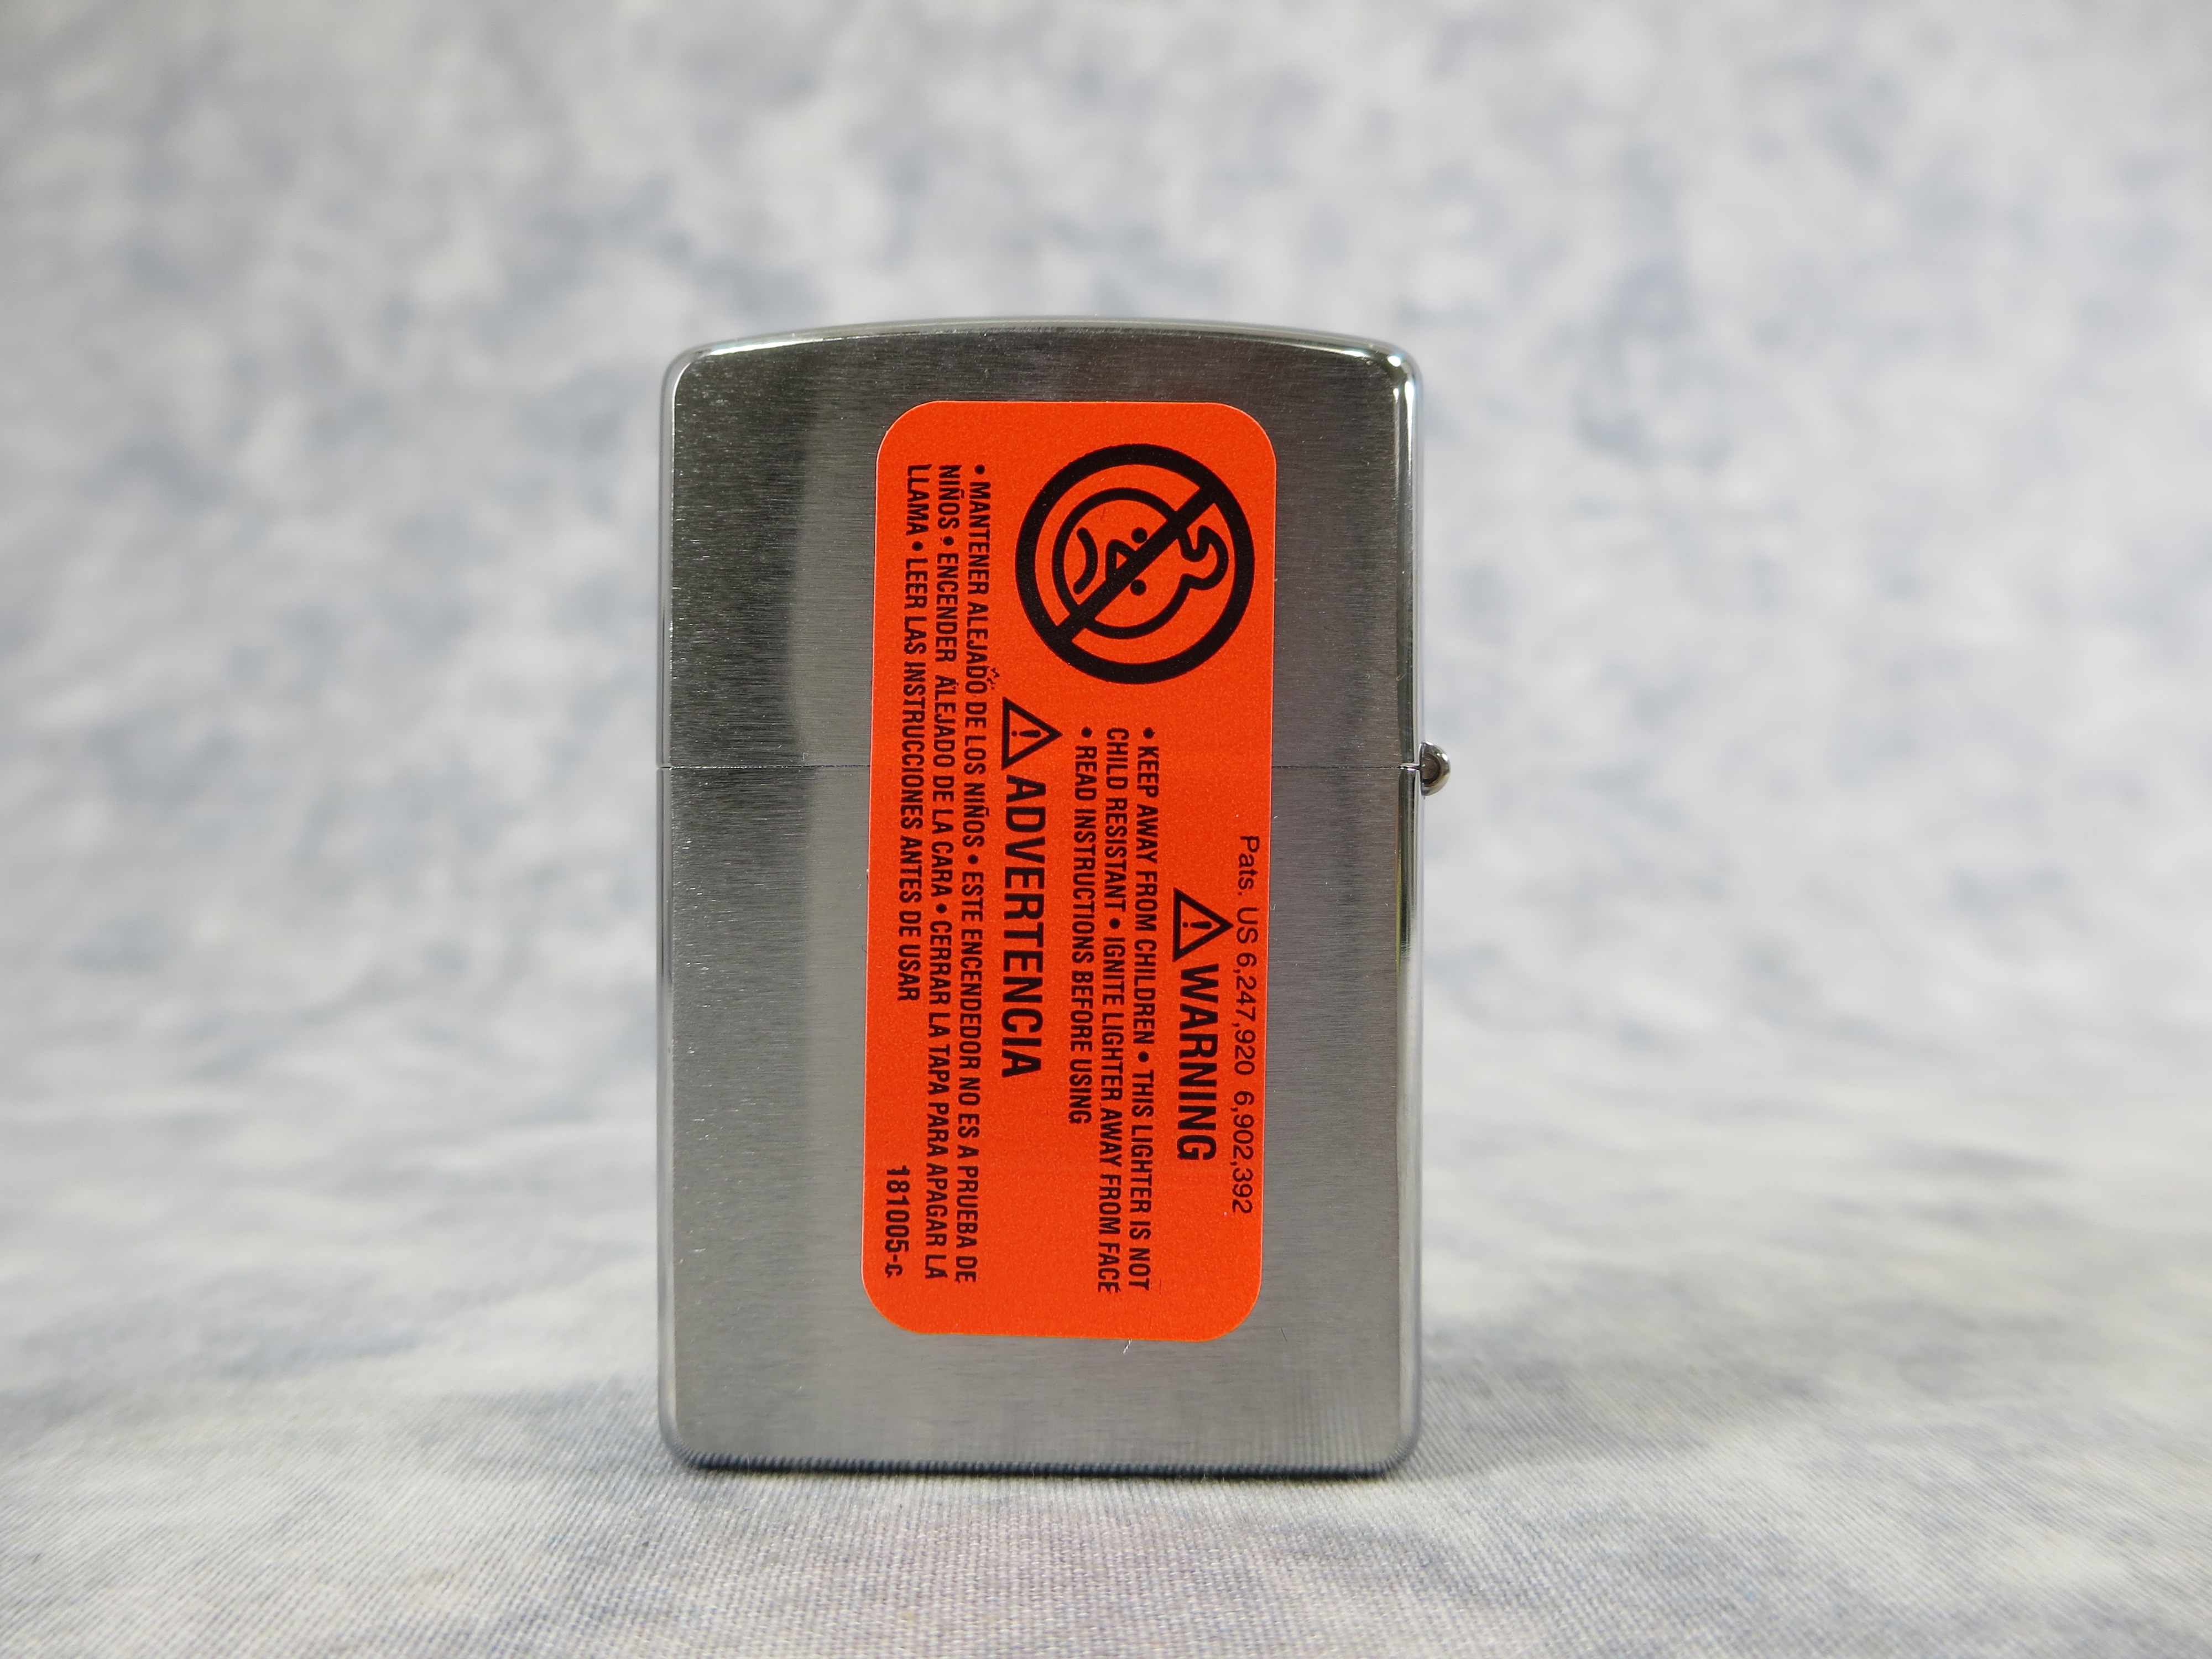 Pats. US 6,247,920 6,902,392
WARNING
• KEEP AWAY FROM CHILDREN • THIS LIGHTER IS NOT
CHILD RESISTANT • IGNITE LIGHTER AWAY FROM FACE
• READ INSTRUCTIONS BEFORE USING
ADVERTENCIA
• MANTENER ALEJADO DE LOS NIÑOS • ESTE ENCENDEDOR NO ES A PRUEBA DE
NIÑOS • ENCENDER ALEJADO DE LA CARA • CERRAR LA TAPA PARA APAGAR LA
LLAMA • LEER LAS INSTRUCCIONES ANTES DE USAR
181005-c